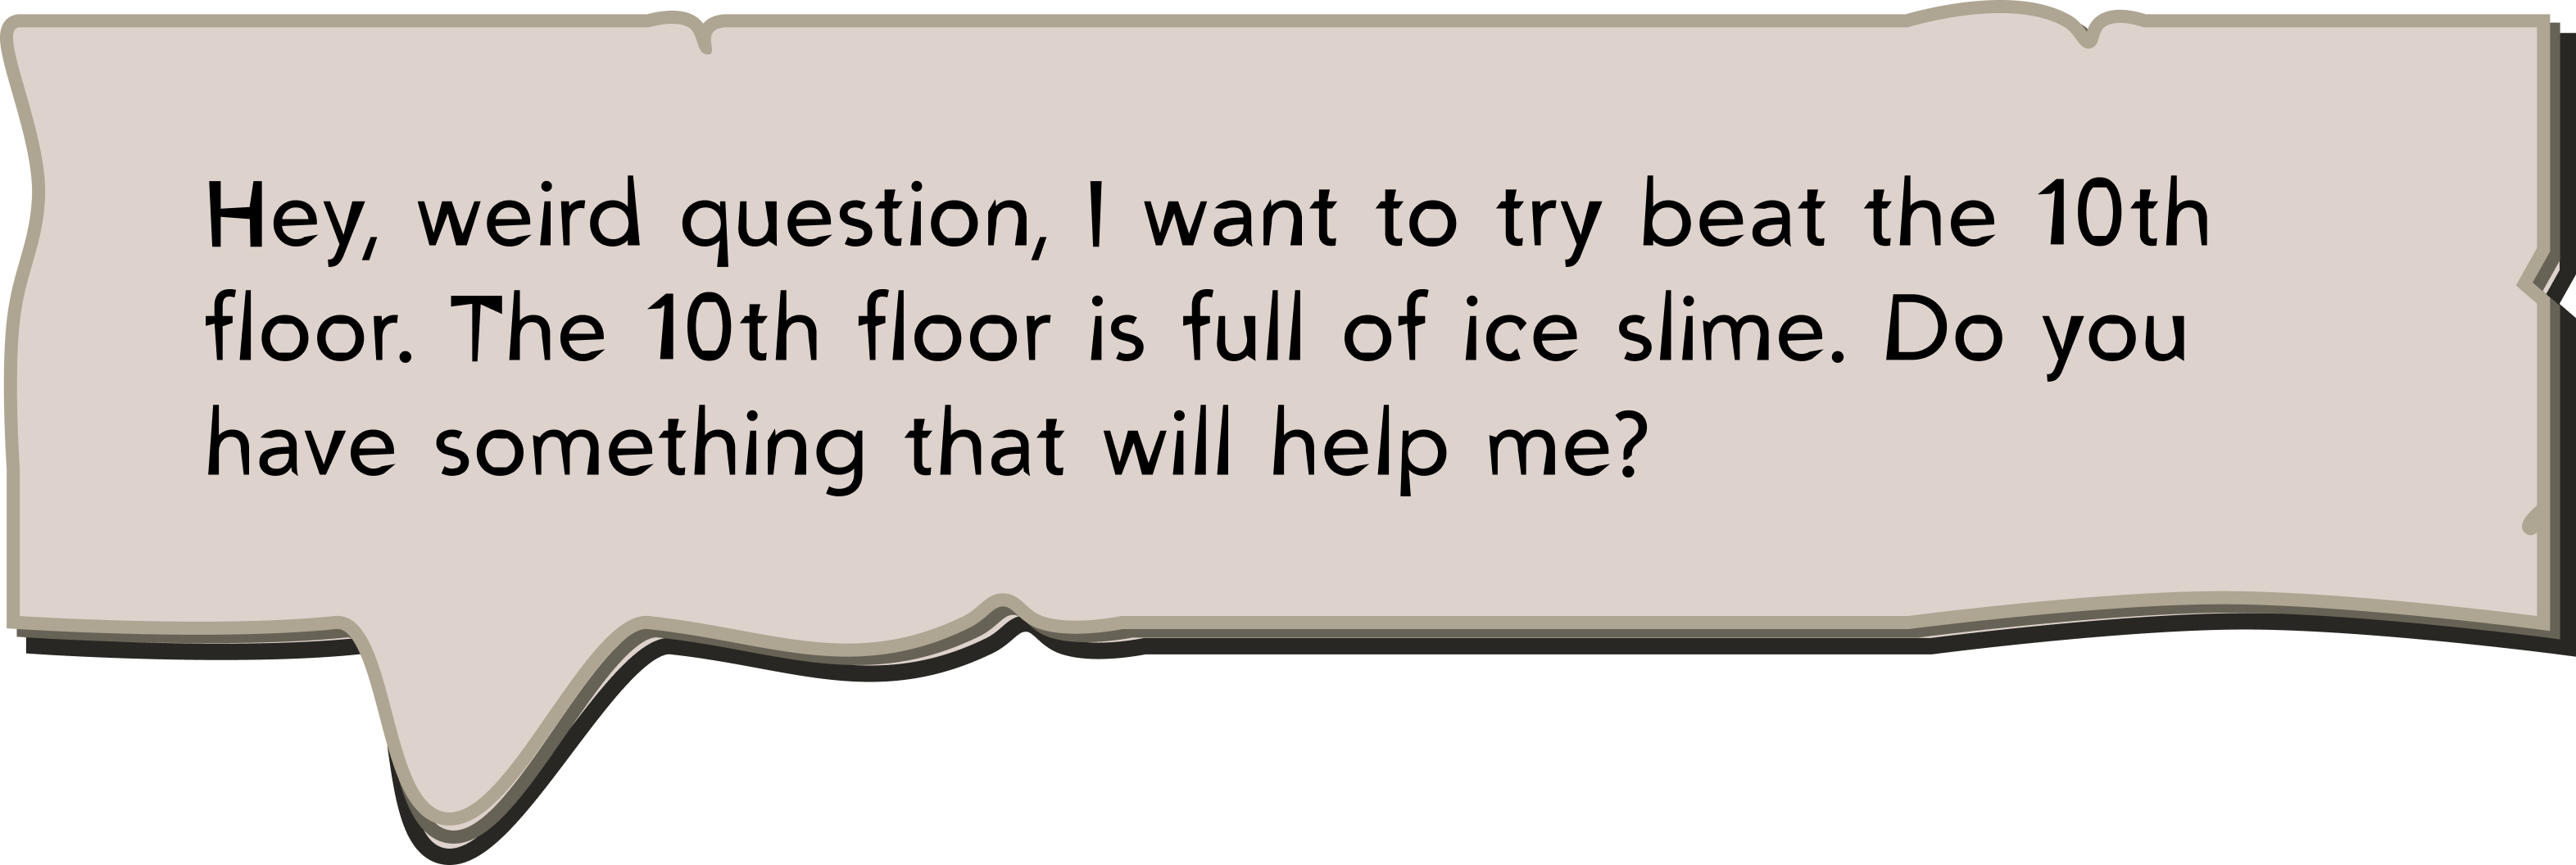 Hey, weird question, I want to try beat the 10th
floor. The 10th floor is full of ice slime. Do you
have something that will help me?